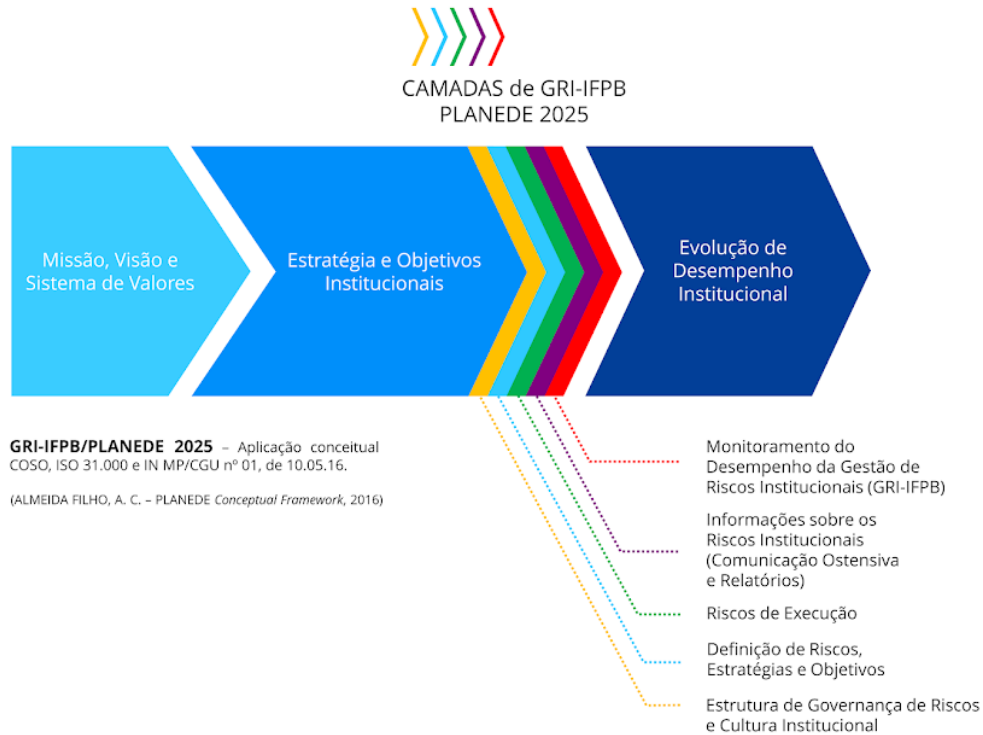 CAMADAS de GRI-IFPB
PLANEDE 2025
Missão, Visão e
Sistema de Valores
Estratégia e Objetivos
Institucionais
Evolução de
Desempenho
Institucional
GRI-IFPB/PLANEDE 2025 – Aplicação conceitual
COSO, ISO 31.000 e IN MP/CGU nº 01, de 10.05.16.
(ALMEIDA FILHO, A. C. – PLANEDE Conceptual Framework, 2016)
Monitoramento do
Desempenho da Gestão de
Riscos Institucionais (GRI-IFPB)
Informações sobre os
Riscos Institucionais
(Comunicação Ostensiva
e Relatórios)
Riscos de Execução
Definição de Riscos,
Estratégias e Objetivos
Estrutura de Governança de Riscos
e Cultura Institucional